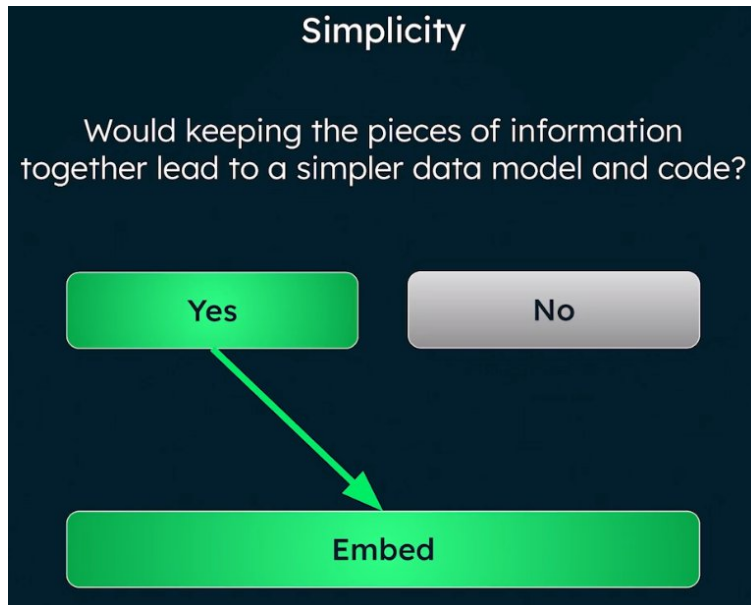 Simplicity
Would keeping the pieces of information
together lead to a simpler data model and code?
Yes
No
Embed